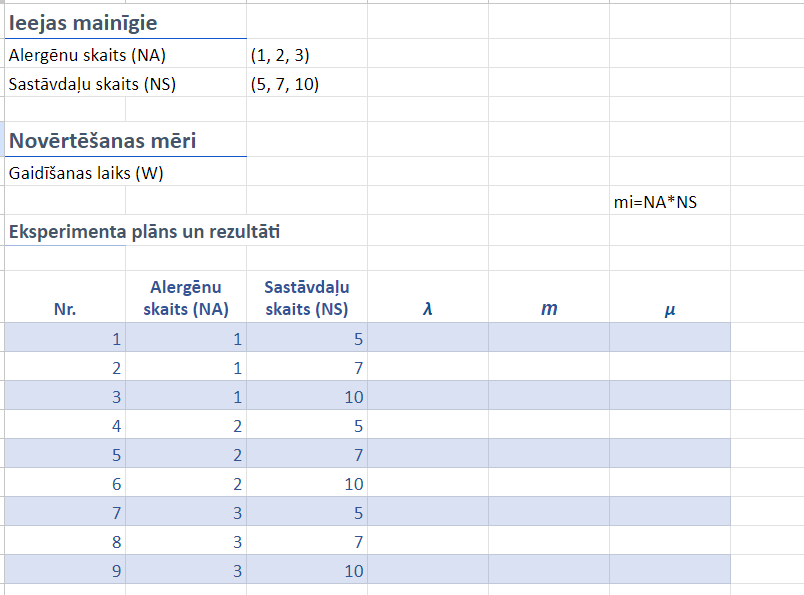 Ieejas mainīgie
Alergēnu skaits (NA) (1, 2, 3)
Sastāvdaļu skaits (NS) (5, 7, 10)
Novērtēšanas mēri
Gaidīšanas laiks (W)
mi=NA*NS
Eksperimenta plāns un rezultāti
Nr. Alergēnu skaits (NA) Sastāvdaļu skaits (NS) λ m μ
1 1 5
2 1 7
3 1 10
4 2 5
5 2 7
6 2 10
7 3 5
8 3 7
9 3 10